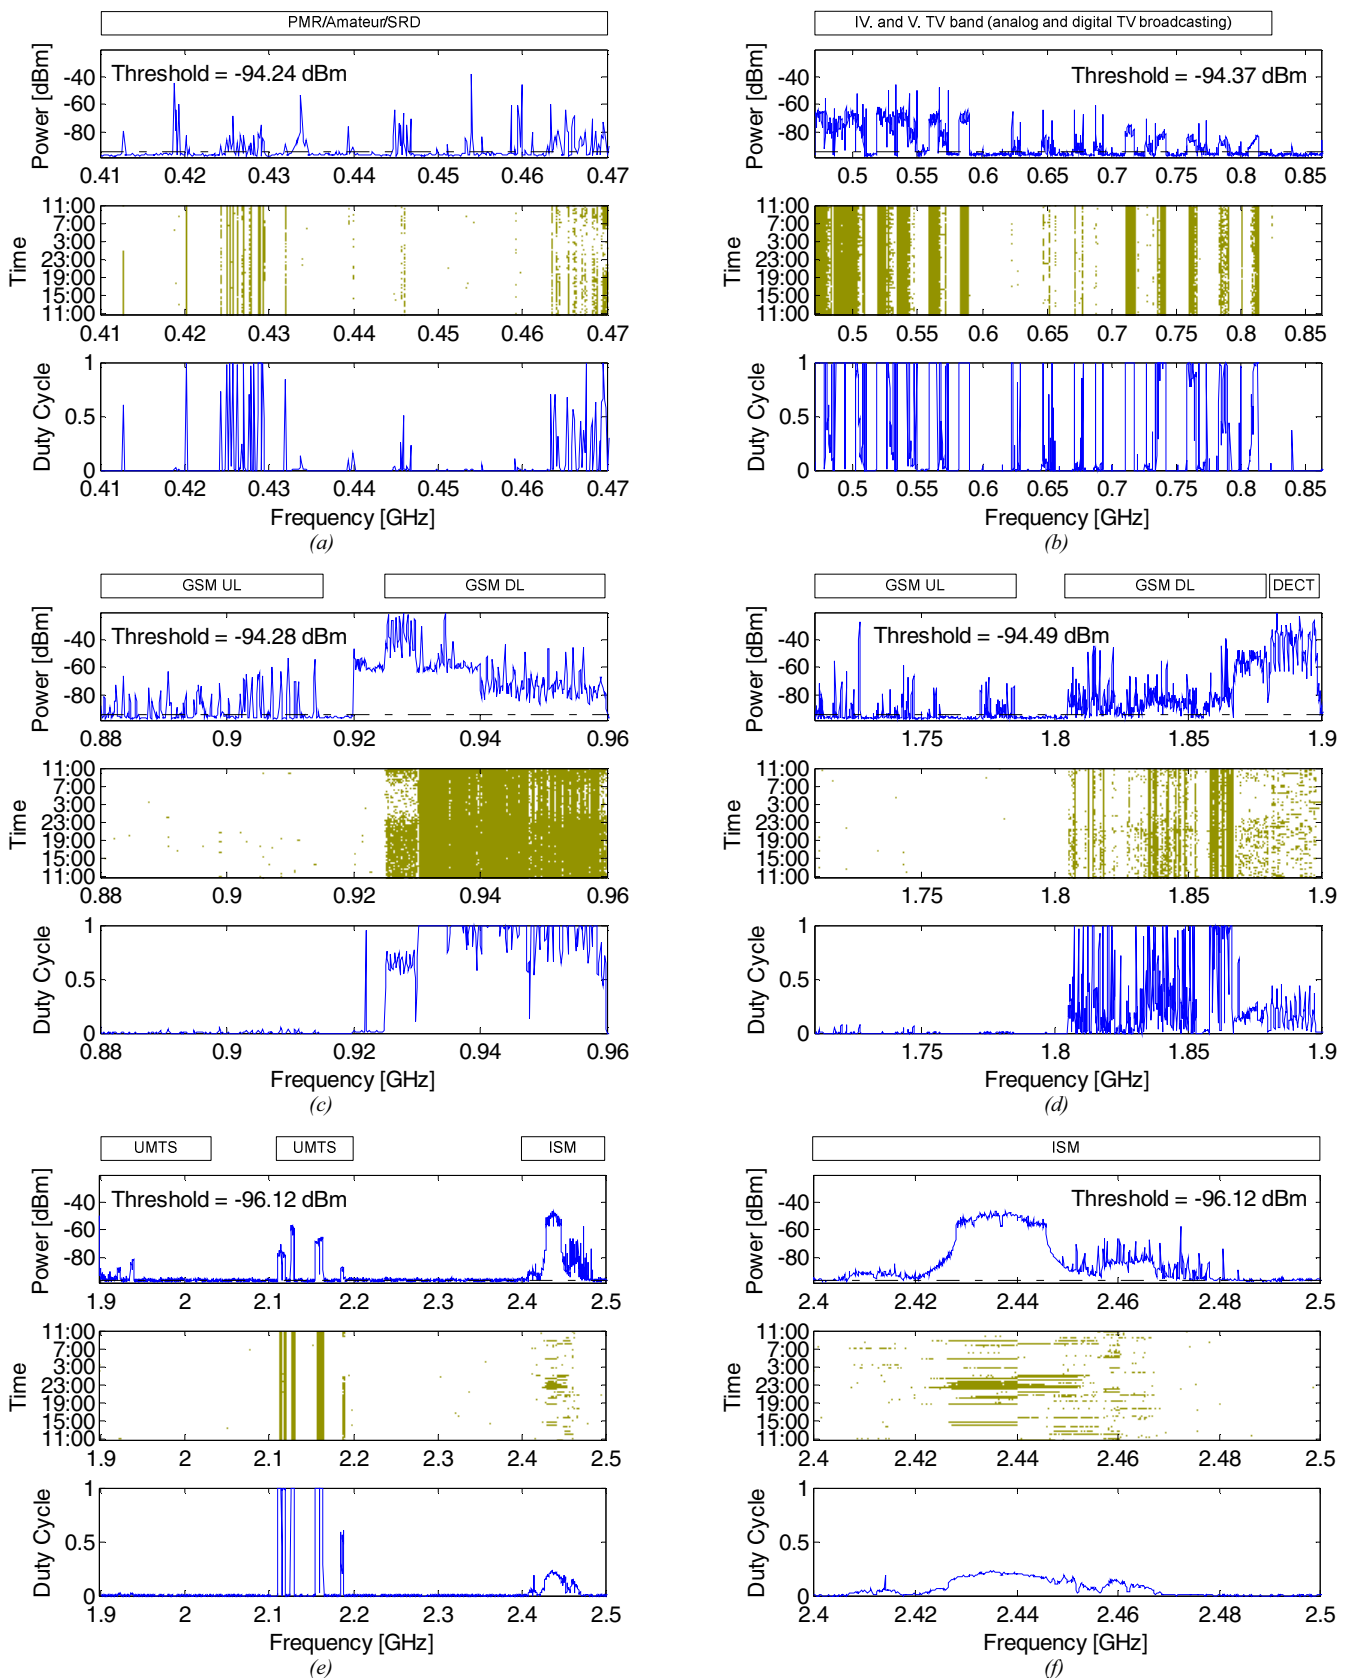 PMR/Amateur/SRD
Power [dBm]
-40
-60
-80
Threshold = -94.24 dBm
0.41 0.42 0.43 0.44 0.45 0.46 0.47
Time
11:00
7:00
3:00
23:00
19:00
15:00
11:00
0.41 0.42 0.43 0.44 0.45 0.46 0.47
Duty Cycle
1
0.5
0
0.41 0.42 0.43 0.44 0.45 0.46 0.47
Frequency [GHz]
(a)
IV. and V. TV band (analog and digital TV broadcasting)
Power [dBm]
-40
-60
-80
Threshold = -94.37 dBm
0.5 0.55 0.6 0.65 0.7 0.75 0.8 0.85
Time
11:00
7:00
3:00
23:00
19:00
15:00
11:00
0.5 0.55 0.6 0.65 0.7 0.75 0.8 0.85
Duty Cycle
1
0.5
0
0.5 0.55 0.6 0.65 0.7 0.75 0.8 0.85
Frequency [GHz]
(b)
GSM UL GSM DL
Power [dBm]
-40
-60
-80
Threshold = -94.28 dBm
0.88 0.9 0.92 0.94 0.96
Time
11:00
7:00
3:00
23:00
19:00
15:00
11:00
0.88 0.9 0.92 0.94 0.96
Duty Cycle
1
0.5
0
0.88 0.9 0.92 0.94 0.96
Frequency [GHz]
(c)
GSM UL GSM DL DECT
Power [dBm]
-40
-60
-80
Threshold = -94.49 dBm
1.75 1.8 1.85 1.9
Time
11:00
7:00
3:00
23:00
19:00
15:00
11:00
1.75 1.8 1.85 1.9
Duty Cycle
1
0.5
0
1.75 1.8 1.85 1.9
Frequency [GHz]
(d)
UMTS UMTS ISM
Power [dBm]
-40
-60
-80
Threshold = -96.12 dBm
1.9 2 2.1 2.2 2.3 2.4 2.5
Time
11:00
7:00
3:00
23:00
19:00
15:00
11:00
1.9 2 2.1 2.2 2.3 2.4 2.5
Duty Cycle
1
0.5
0
1.9 2 2.1 2.2 2.3 2.4 2.5
Frequency [GHz]
(e)
ISM
Power [dBm]
-40
-60
-80
Threshold = -96.12 dBm
2.4 2.42 2.44 2.46 2.48 2.5
Time
11:00
7:00
3:00
23:00
19:00
15:00
11:00
2.4 2.42 2.44 2.46 2.48 2.5
Duty Cycle
1
0.5
0
2.4 2.42 2.44 2.46 2.48 2.5
Frequency [GHz]
(f)